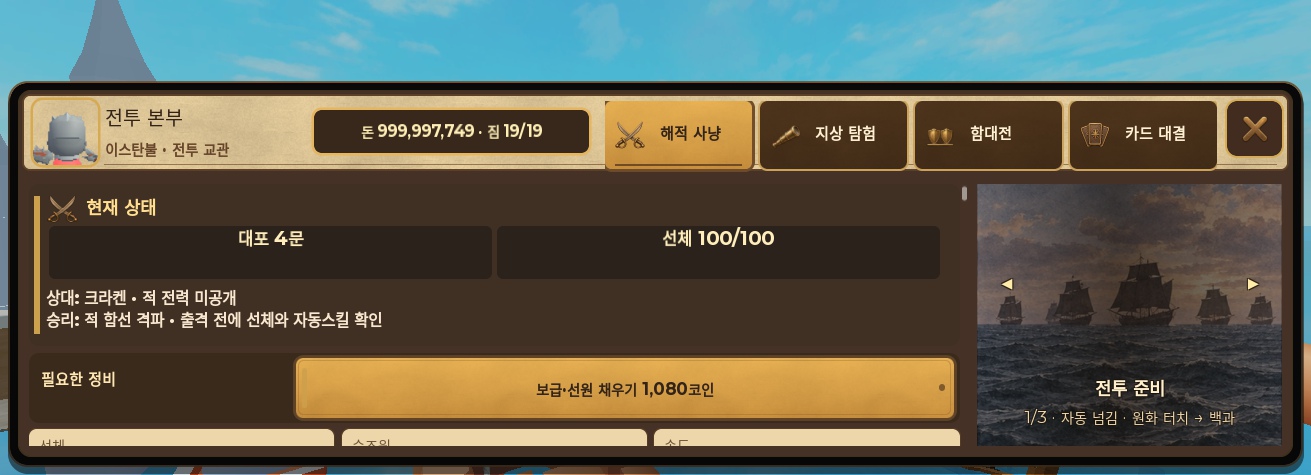 전투 본부
이스탄불 • 전투 교관
돈 999,997,749 · 짐 19/19
해적 사냥
지상 탐험
함대전
카드 대결
현재 상태
대포 4문
선체 100/100
상대: 크라켄 • 적 전력 미공개
승리: 적 함선 격파 • 출격 전에 선체와 자동스킬 확인
필요한 정비
보급·선원 채우기 1,080코인
전투 준비
1/3 · 자동 넘김 · 원화 터치 → 백과
선체
속도